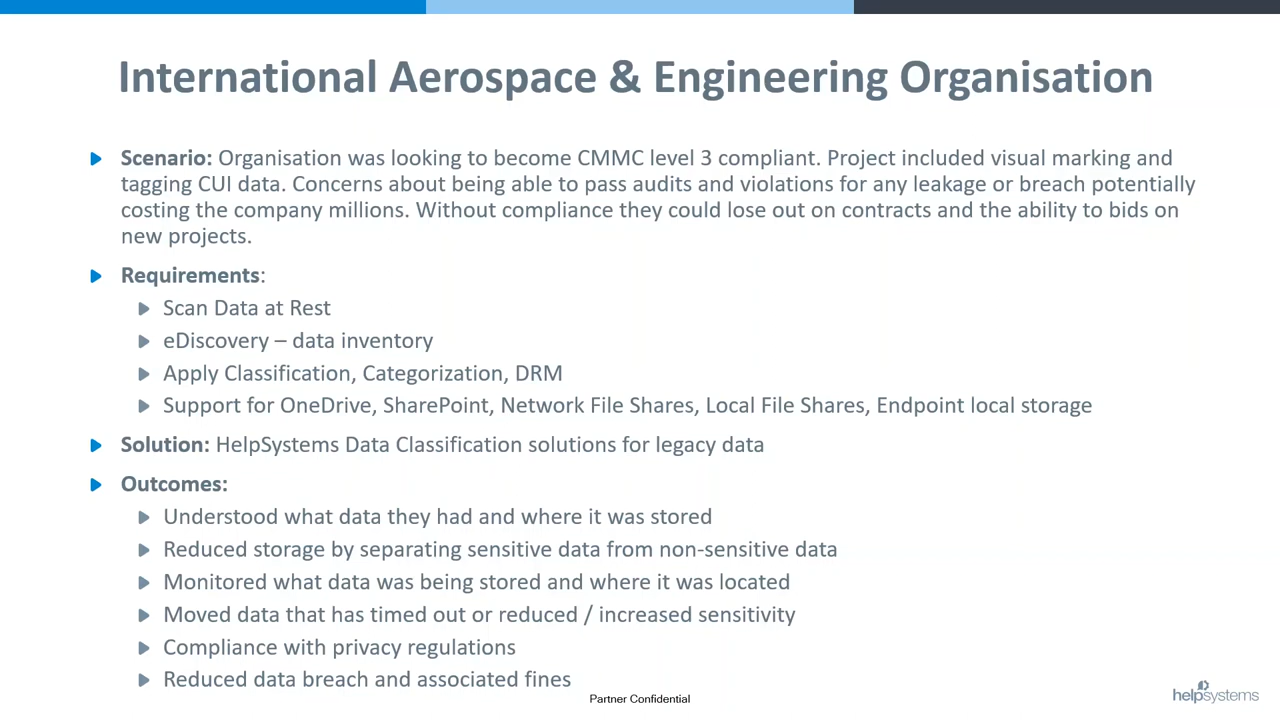 International Aerospace & Engineering Organisation
Scenario: Organisation was looking to become CMMC level 3 compliant. Project included visual marking and
tagging CUI data. Concerns about being able to pass audits and violations for any leakage or breach potentially
costing the company millions. Without compliance they could lose out on contracts and the ability to bids on
new projects.
Requirements:
Scan Data at Rest
eDiscovery – data inventory
Apply Classification, Categorization, DRM
Support for OneDrive, SharePoint, Network File Shares, Local File Shares, Endpoint local storage
Solution: HelpSystems Data Classification solutions for legacy data
Outcomes:
Understood what data they had and where it was stored
Reduced storage by separating sensitive data from non-sensitive data
Monitored what data was being stored and where it was located
Moved data that has timed out or reduced / increased sensitivity
Compliance with privacy regulations
Reduced data breach and associated fines
Partner Confidential
helpsystems